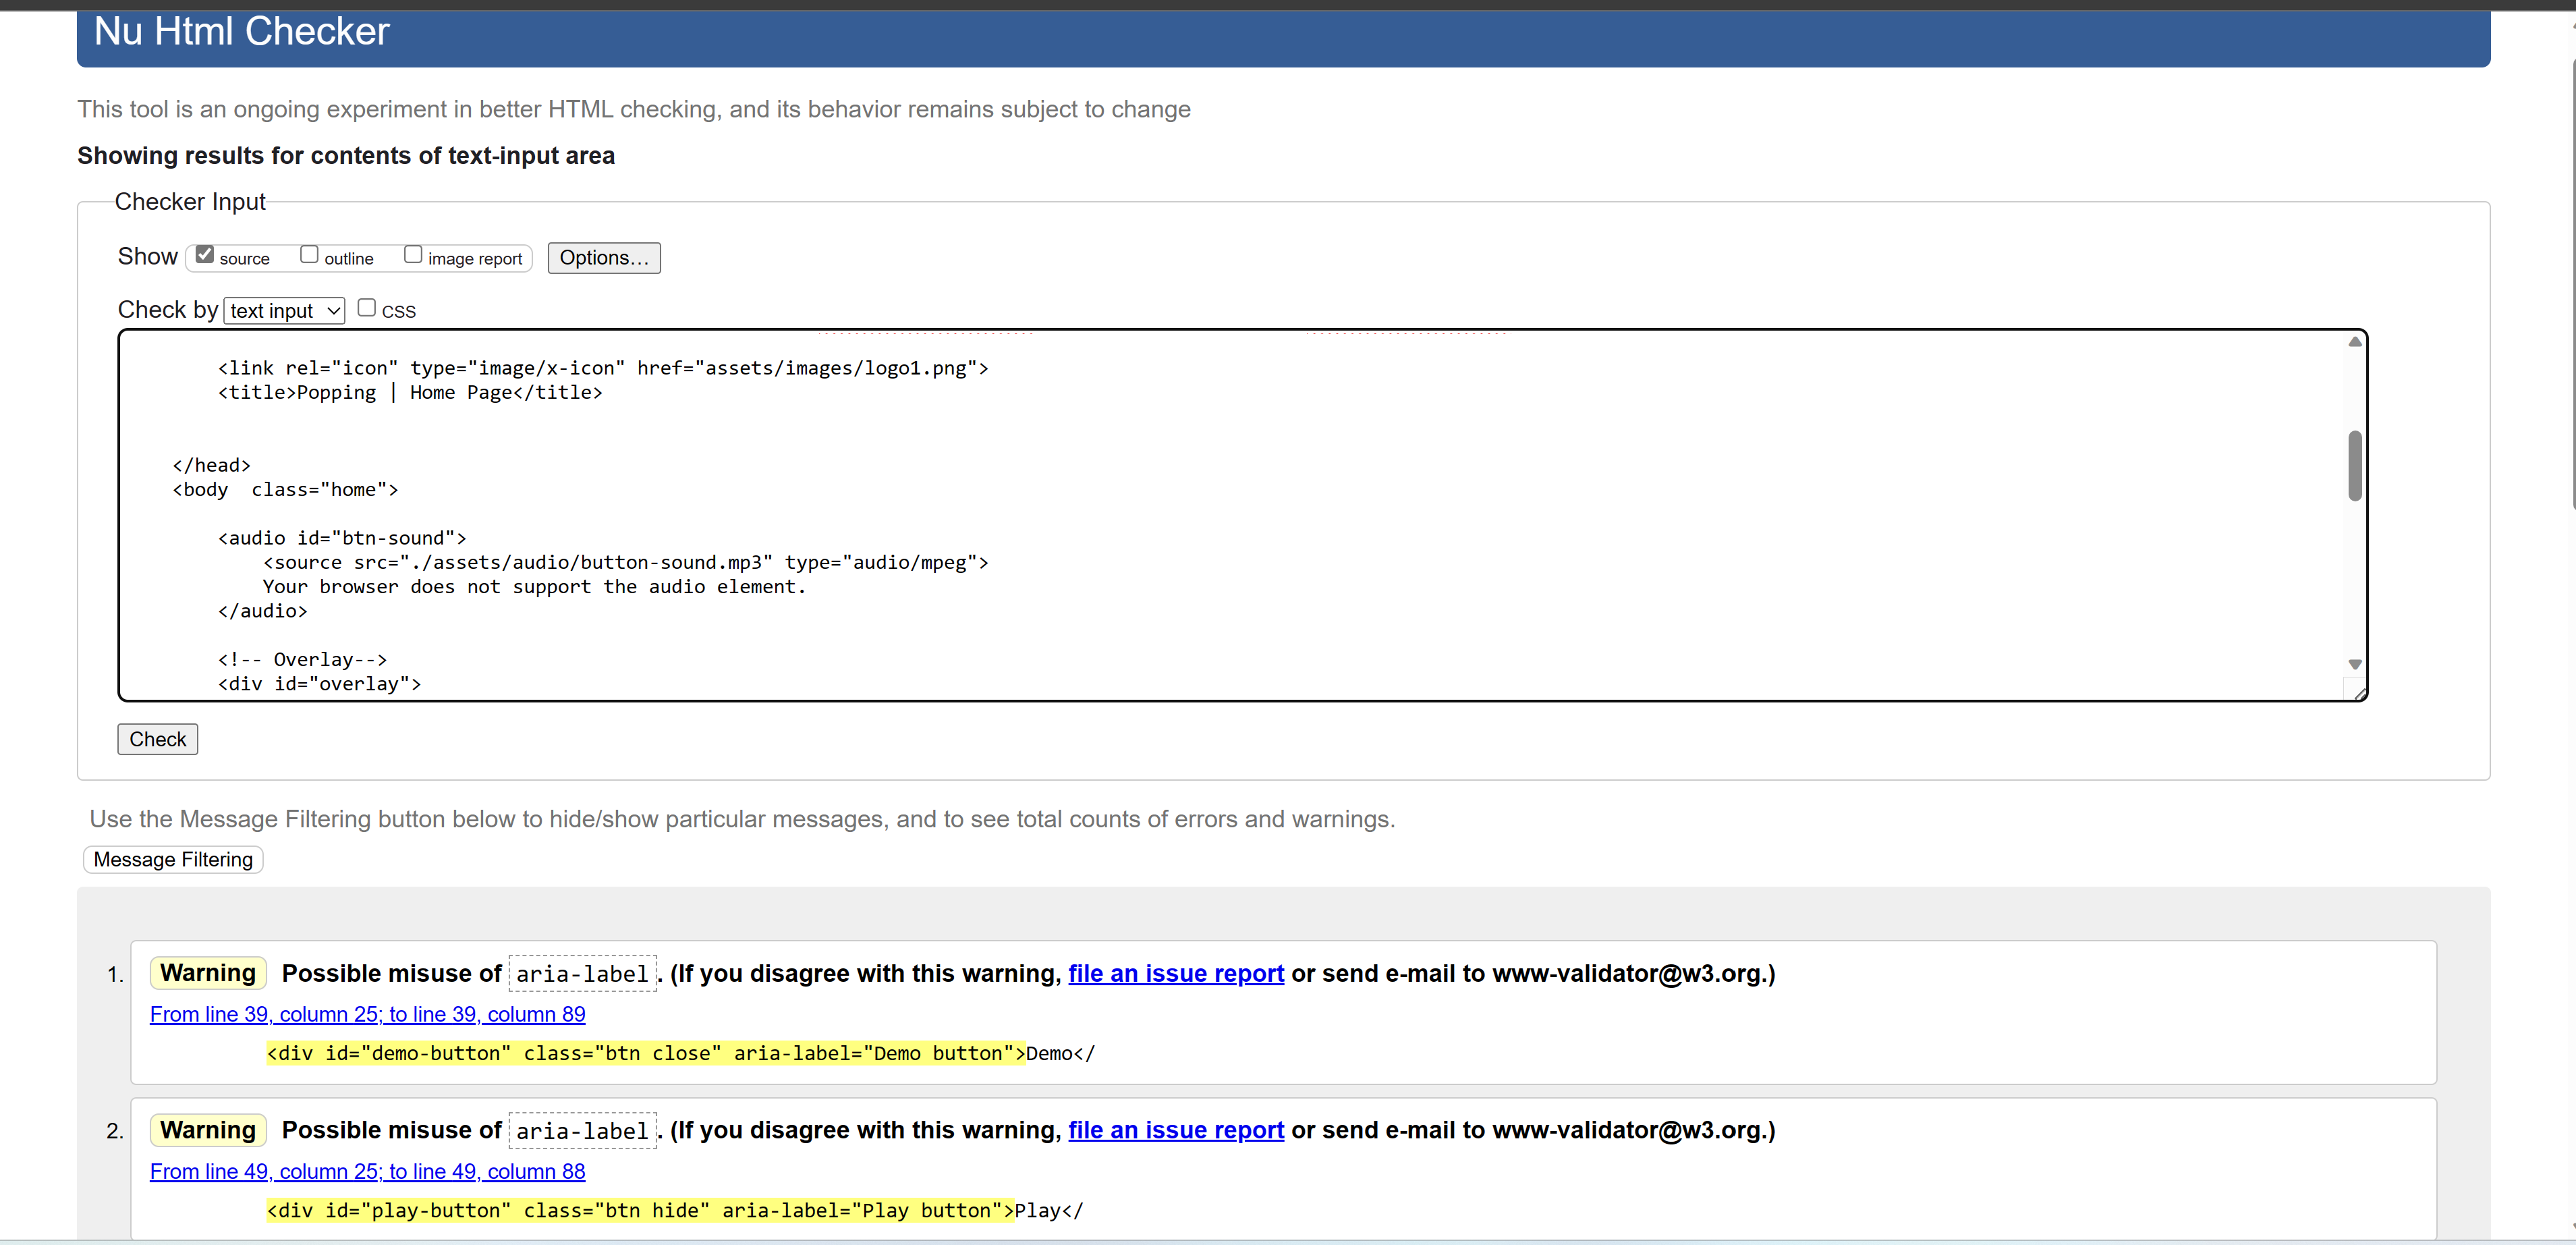 Nu Html Checker
This tool is an ongoing experiment in better HTML checking, and its behavior remains subject to change
Showing results for contents of text-input area
Checker Input
Show source outline image report Options...
Check by text input CSS
<link rel="icon" type="image/x-icon" href="assets/images/logo1.png">
<title>Popping | Home Page</title>
</head>
<body  class="home">
<audio id="btn-sound">
<source src="./assets/audio/button-sound.mp3" type="audio/mpeg">
Your browser does not support the audio element.
</audio>
<!-- Overlay-->
<div id="overlay">
Check
Use the Message Filtering button below to hide/show particular messages, and to see total counts of errors and warnings.
Message Filtering
1. Warning Possible misuse of aria-label. (If you disagree with this warning, file an issue report or send e-mail to www-validator@w3.org.)
From line 39, column 25; to line 39, column 89
<div id="demo-button" class="btn close" aria-label="Demo button">Demo</
2. Warning Possible misuse of aria-label. (If you disagree with this warning, file an issue report or send e-mail to www-validator@w3.org.)
From line 49, column 25; to line 49, column 88
<div id="play-button" class="btn hide" aria-label="Play button">Play</